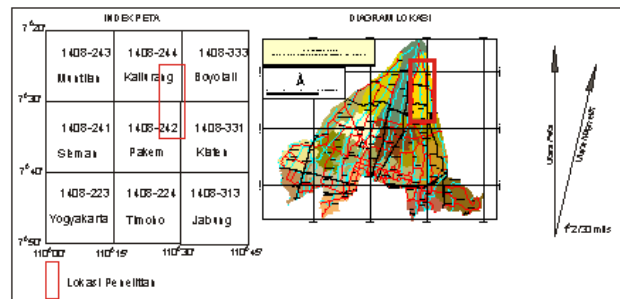 INDEX PETA
DIAGRAM LOKASI
7°20'
1408-243 1408-244 1408-333
Muntilan Kaliurang Boyolali
7°30'
1408-241 1408-242 1408-331
Sleman Pakem Klaten
7°40'
1408-223 1408-224 1408-313
Yogyakarta Timoho Jabung
7°50'
110°00' 110°15' 110°30' 110°45'
Lokasi Penelitian
A
Utara Peta
Utara Magnetis